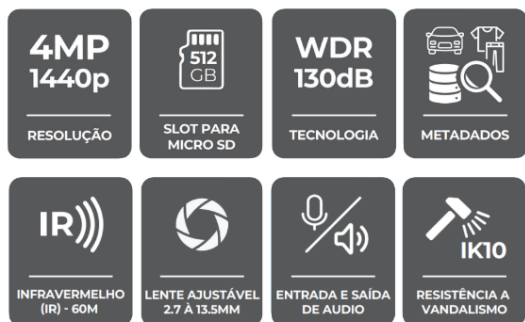 4MP
1440p
RESOLUÇÃO
512
GB
SLOT PARA
MICRO SD
WDR
130dB
TECNOLOGIA
METADADOS
IR
INFRAVERMELHO
(IR) - 60M
LENTE AJUSTÁVEL
2.7 À 13.5MM
ENTRADA E SAÍDA
DE AUDIO
IK10
RESISTÊNCIA A
VANDALISMO